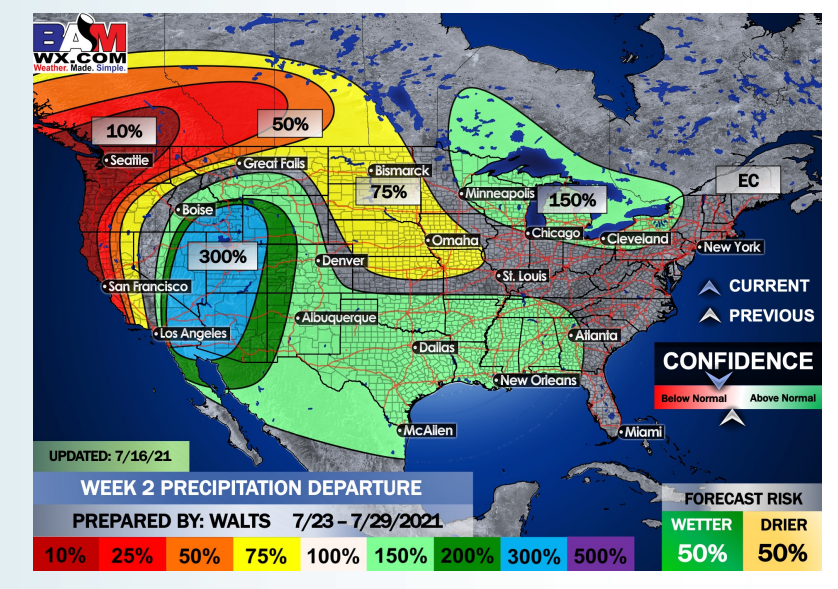 BAM
WX.COM
Weather. Made. Simple.
10%
50%
Seattle
Great Falls
Bismarck
75%
EC
Minneapolis
150%
Boise
Chicago
Cleveland
New York
Omaha
300%
Denver
St. Louis
San Francisco
CURRENT
PREVIOUS
Albuquerque
Los Angeles
Atlanta
Dallas
CONFIDENCE
New Orleans
Below Normal Above Normal
McAllen
Miami
UPDATED: 7/16/21
WEEK 2 PRECIPITATION DEPARTURE
PREPARED BY: WALTS 7/23 – 7/29/2021
FORECAST RISK
WETTER DRIER
50% 50%
10% 25% 50% 75% 100% 150% 200% 300% 500%